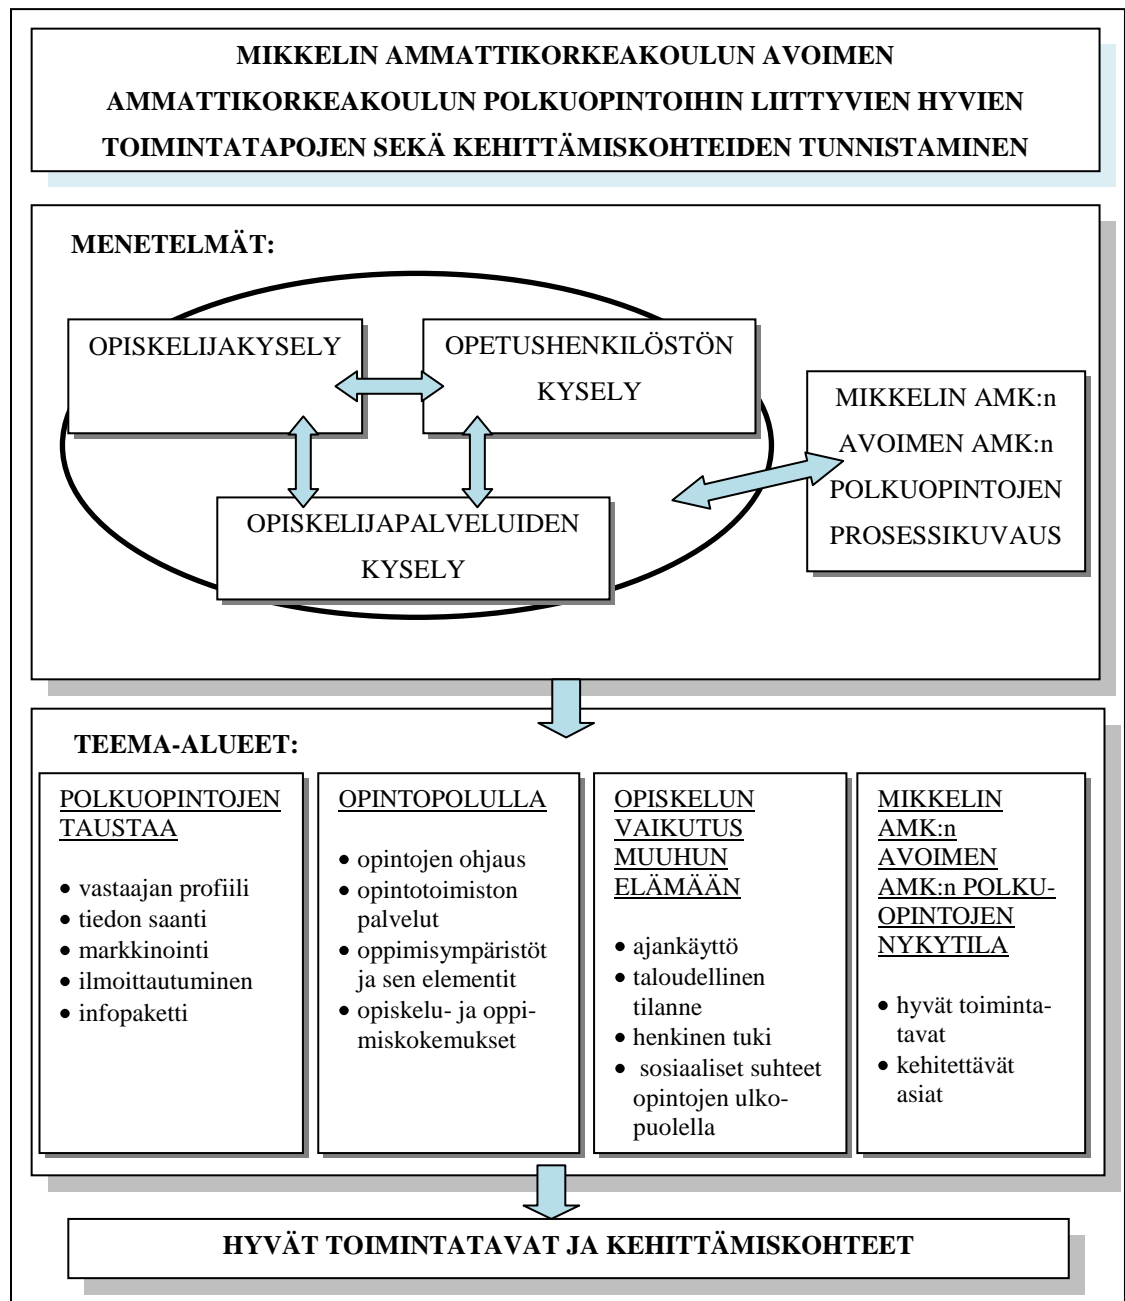 MIKKELIN AMMATTIKORKEAKOULUN AVOIMEN
AMMATTIKORKEAKOULUN POLKUOPINTOIHIN LIITTYVIEN HYVIEN
TOIMINTATAPOJEN SEKÄ KEHITTÄMISKOHTEIDEN TUNNISTAMINEN
MENETELMÄT:
OPISKELIJAKYSELY
OPETUSHENKILÖSTÖN
KYSELY
OPISKELIJAPALVELUIDEN
KYSELY
MIKKELIN AMK:n
AVOIMEN AMK:n
POLKUOPINTOJEN
PROSESSIKUVAUS
TEEMA-ALUEET:
POLKUOPINTOJEN
TAUSTAA
• vastaajan profiili
• tiedon saanti
• markkinointi
• ilmoittautuminen
• infopaketti
OPINTOPOLULLA
• opintojen ohjaus
• opintotoimiston
palvelut
• oppimisympäristöt
ja sen elementit
• opiskelu- ja oppi-
miskokemukset
OPISKELUN
VAIKUTUS
MUUHUN
ELÄMÄÄN
• ajankäyttö
• taloudellinen
tilanne
• henkinen tuki
• sosiaaliset suhteet
opintojen ulko-
puolella
MIKKELIN
AMK:n
AVOIMEN
AMK:n POLKU-
OPINTOJEN
NYKYTILA
• hyvät toiminta-
tavat
• kehitettävät
asiat
HYVÄT TOIMINTATAVAT JA KEHITTÄMISKOHTEET